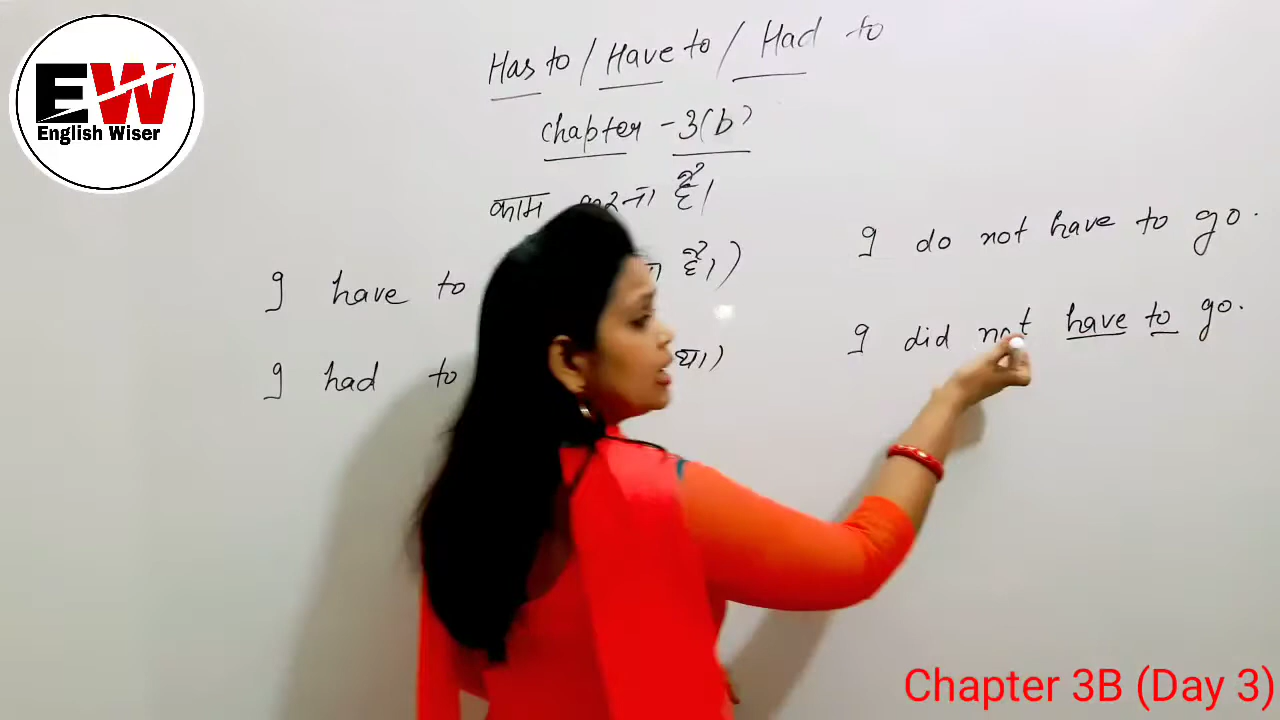 EW
English Wiser
Has to / Have to / Had to
Chapter - 3(b)
काम करना है।
I have to है।)
I had to था।)
I do not have to go.
I did not have to go.
Chapter 3B (Day 3)